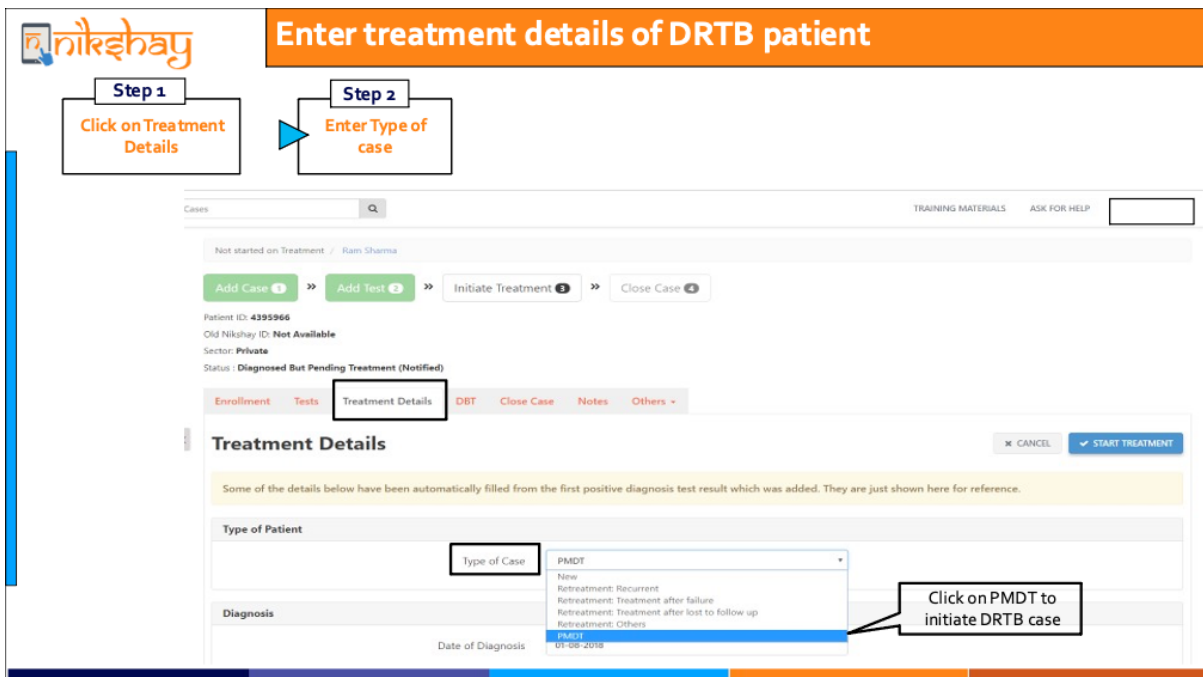 nikshay
Enter treatment details of DRTB patient
Step 1
Click on Treatment
Details
Step 2
Enter Type of
case
Cases
TRAINING MATERIALS
ASK FOR HELP
Not started on Treatment / Ram Sharma
Add Case 1 » Add Test 2 » Initiate Treatment 3 » Close Case 4
Patient ID: 4395966
Old Nikshay ID: Not Available
Sector: Private
Status : Diagnosed But Pending Treatment (Notified)
Enrollment Tests Treatment Details DBT Close Case Notes Others
Treatment Details
CANCEL
START TREATMENT
Some of the details below have been automatically filled from the first positive diagnosis test result which was added. They are just shown here for reference.
Type of Patient
Type of Case PMDT
New
Retreatment: Recurrent
Retreatment: Treatment after failure
Retreatment: Treatment after lost to follow up
Retreatment: Others
PMDT
Click on PMDT to
initiate DRTB case
Diagnosis
Date of Diagnosis 01-08-2018